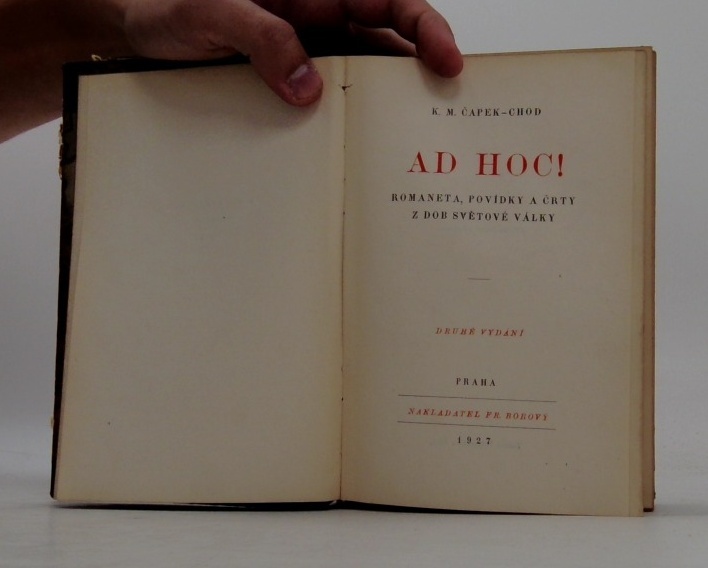 K. M. ČAPEK–CHOD
AD HOC!
ROMANETA, POVÍDKY A ČRTY
Z DOB SVĚTOVÉ VÁLKY
DRUHÉ VYDÁNÍ
PRAHA
NAKLADATEL FR. BOROVÝ
1927